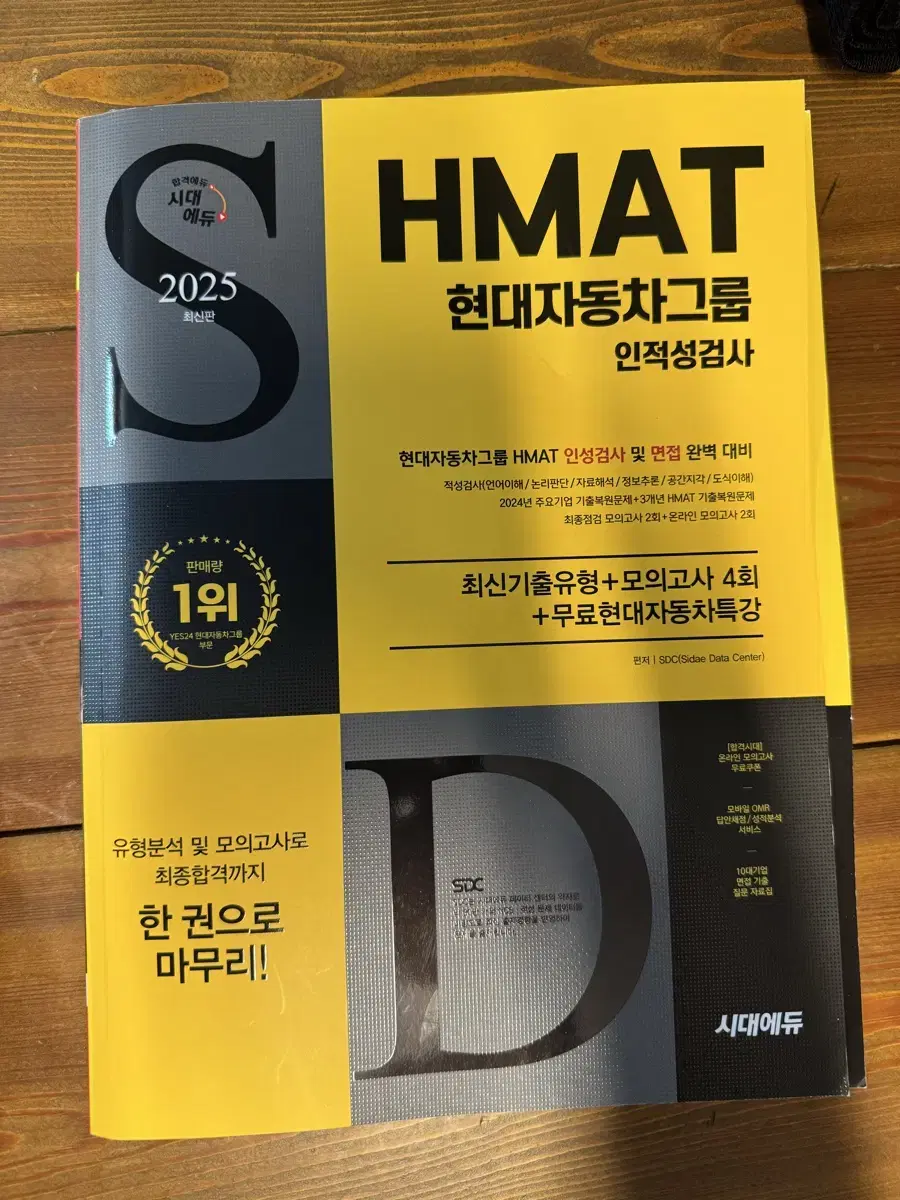 S
합격에듀
시대
에듀
2025
최신판
HMAT
현대자동차그룹
인적성검사
현대자동차그룹 HMAT 인성검사 및 면접 완벽 대비
적성검사(언어이해 / 논리판단 / 자료해석 / 정보추론 / 공간지각 / 도식이해)
2024년 주요기업 기출복원문제+3개년 HMAT 기출복원문제
최종점검 모의고사 2회+온라인 모의고사 2회
판매량
1위
YES24 현대자동차그룹
부문
최신기출유형+모의고사 4회
+무료현대자동차특강
편저 | SDC(Sidae Data Center)
유형분석 및 모의고사로
최종합격까지
한 권으로
마무리!
D
SDC
[합격시대]
온라인 모의고사
무료쿠폰
모바일 OMR
답안채점 / 성적분석
서비스
10대기업
면접 기출
질문 자료집
시대에듀